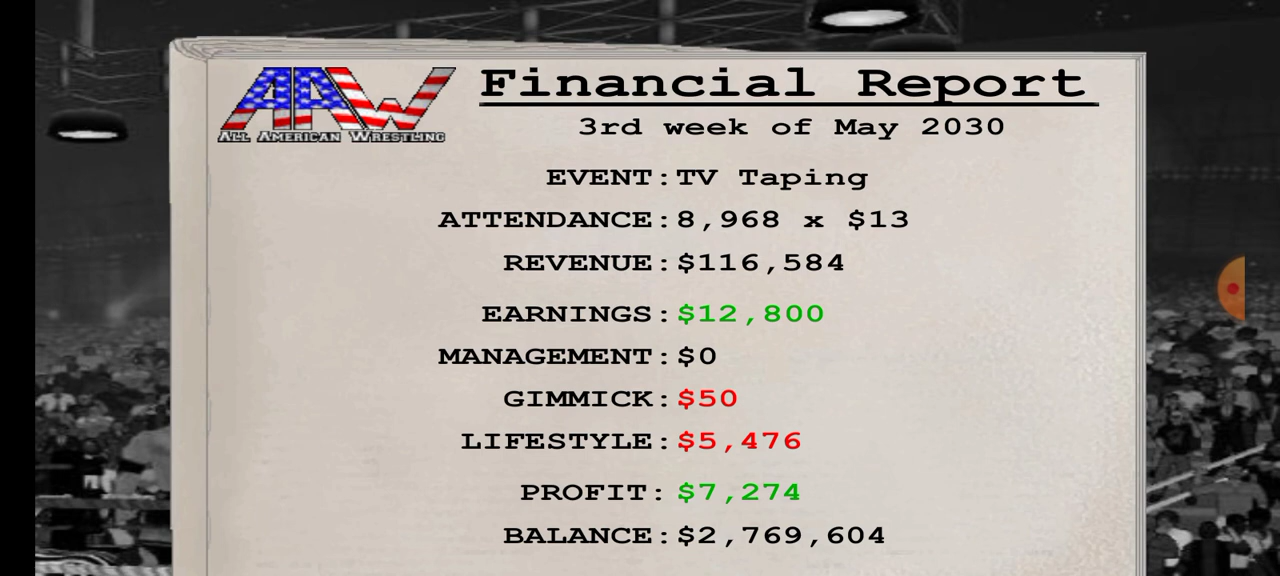 AAW
ALL AMERICAN WRESTLING
Financial Report
3rd week of May 2030
EVENT: TV Taping
ATTENDANCE: 8,968 x $13
REVENUE: $116,584
EARNINGS: $12,800
MANAGEMENT: $0
GIMMICK: $50
LIFESTYLE: $5,476
PROFIT: $7,274
BALANCE: $2,769,604